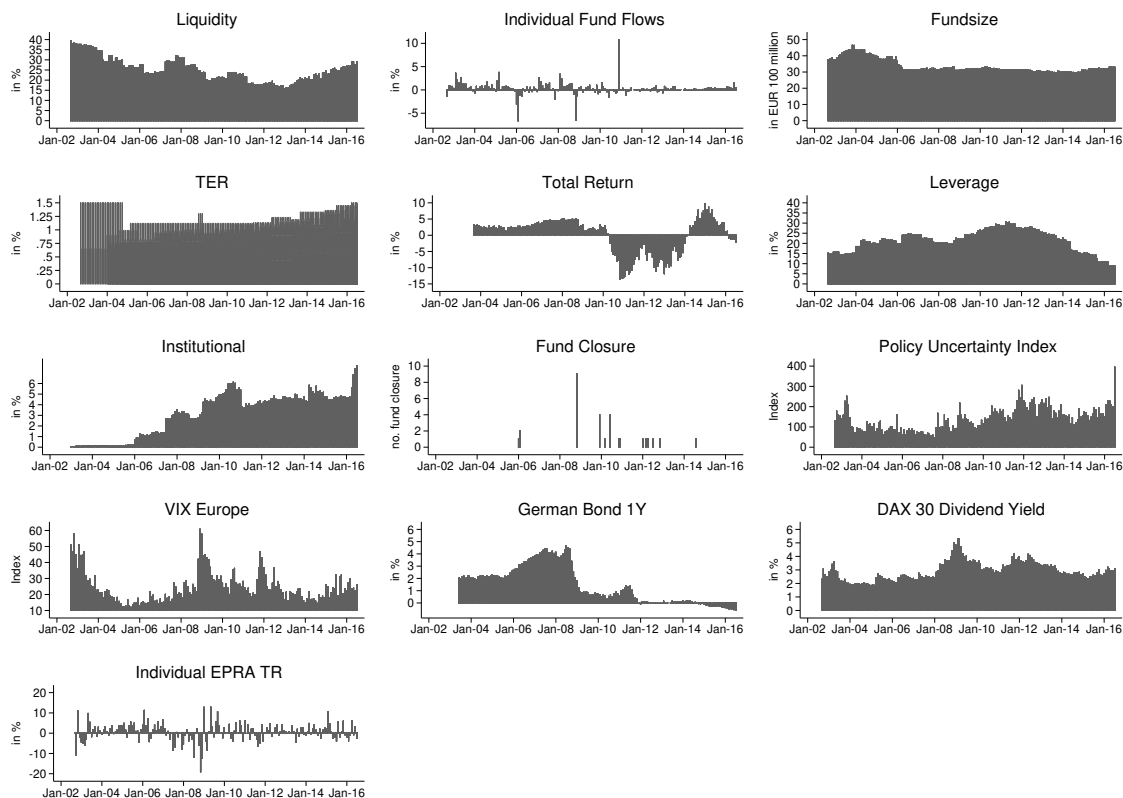 Liquidity
in %
40
35
30
25
20
15
10
5
0
Jan-02 Jan-04 Jan-06 Jan-08 Jan-10 Jan-12 Jan-14 Jan-16
Individual Fund Flows
in %
10
5
0
-5
Jan-02 Jan-04 Jan-06 Jan-08 Jan-10 Jan-12 Jan-14 Jan-16
Fundsize
in EUR 100 million
50
40
30
20
10
0
Jan-02 Jan-04 Jan-06 Jan-08 Jan-10 Jan-12 Jan-14 Jan-16
TER
in %
1.5
1.25
1
.75
.5
.25
0
Jan-02 Jan-04 Jan-06 Jan-08 Jan-10 Jan-12 Jan-14 Jan-16
Total Return
in %
10
5
0
-5
-10
-15
Jan-02 Jan-04 Jan-06 Jan-08 Jan-10 Jan-12 Jan-14 Jan-16
Leverage
in %
40
35
30
25
20
15
10
5
0
Jan-02 Jan-04 Jan-06 Jan-08 Jan-10 Jan-12 Jan-14 Jan-16
Institutional
in %
6
5
4
3
2
1
0
Jan-02 Jan-04 Jan-06 Jan-08 Jan-10 Jan-12 Jan-14 Jan-16
Fund Closure
no. fund closure
10
8
6
4
2
0
Jan-02 Jan-04 Jan-06 Jan-08 Jan-10 Jan-12 Jan-14 Jan-16
Policy Uncertainty Index
Index
400
300
200
100
0
Jan-02 Jan-04 Jan-06 Jan-08 Jan-10 Jan-12 Jan-14 Jan-16
VIX Europe
Index
60
50
40
30
20
10
Jan-02 Jan-04 Jan-06 Jan-08 Jan-10 Jan-12 Jan-14 Jan-16
German Bond 1Y
in %
6
5
4
3
2
1
0
Jan-02 Jan-04 Jan-06 Jan-08 Jan-10 Jan-12 Jan-14 Jan-16
DAX 30 Dividend Yield
in %
6
5
4
3
2
1
0
Jan-02 Jan-04 Jan-06 Jan-08 Jan-10 Jan-12 Jan-14 Jan-16
Individual EPRA TR
in %
20
10
0
-10
-20
Jan-02 Jan-04 Jan-06 Jan-08 Jan-10 Jan-12 Jan-14 Jan-16